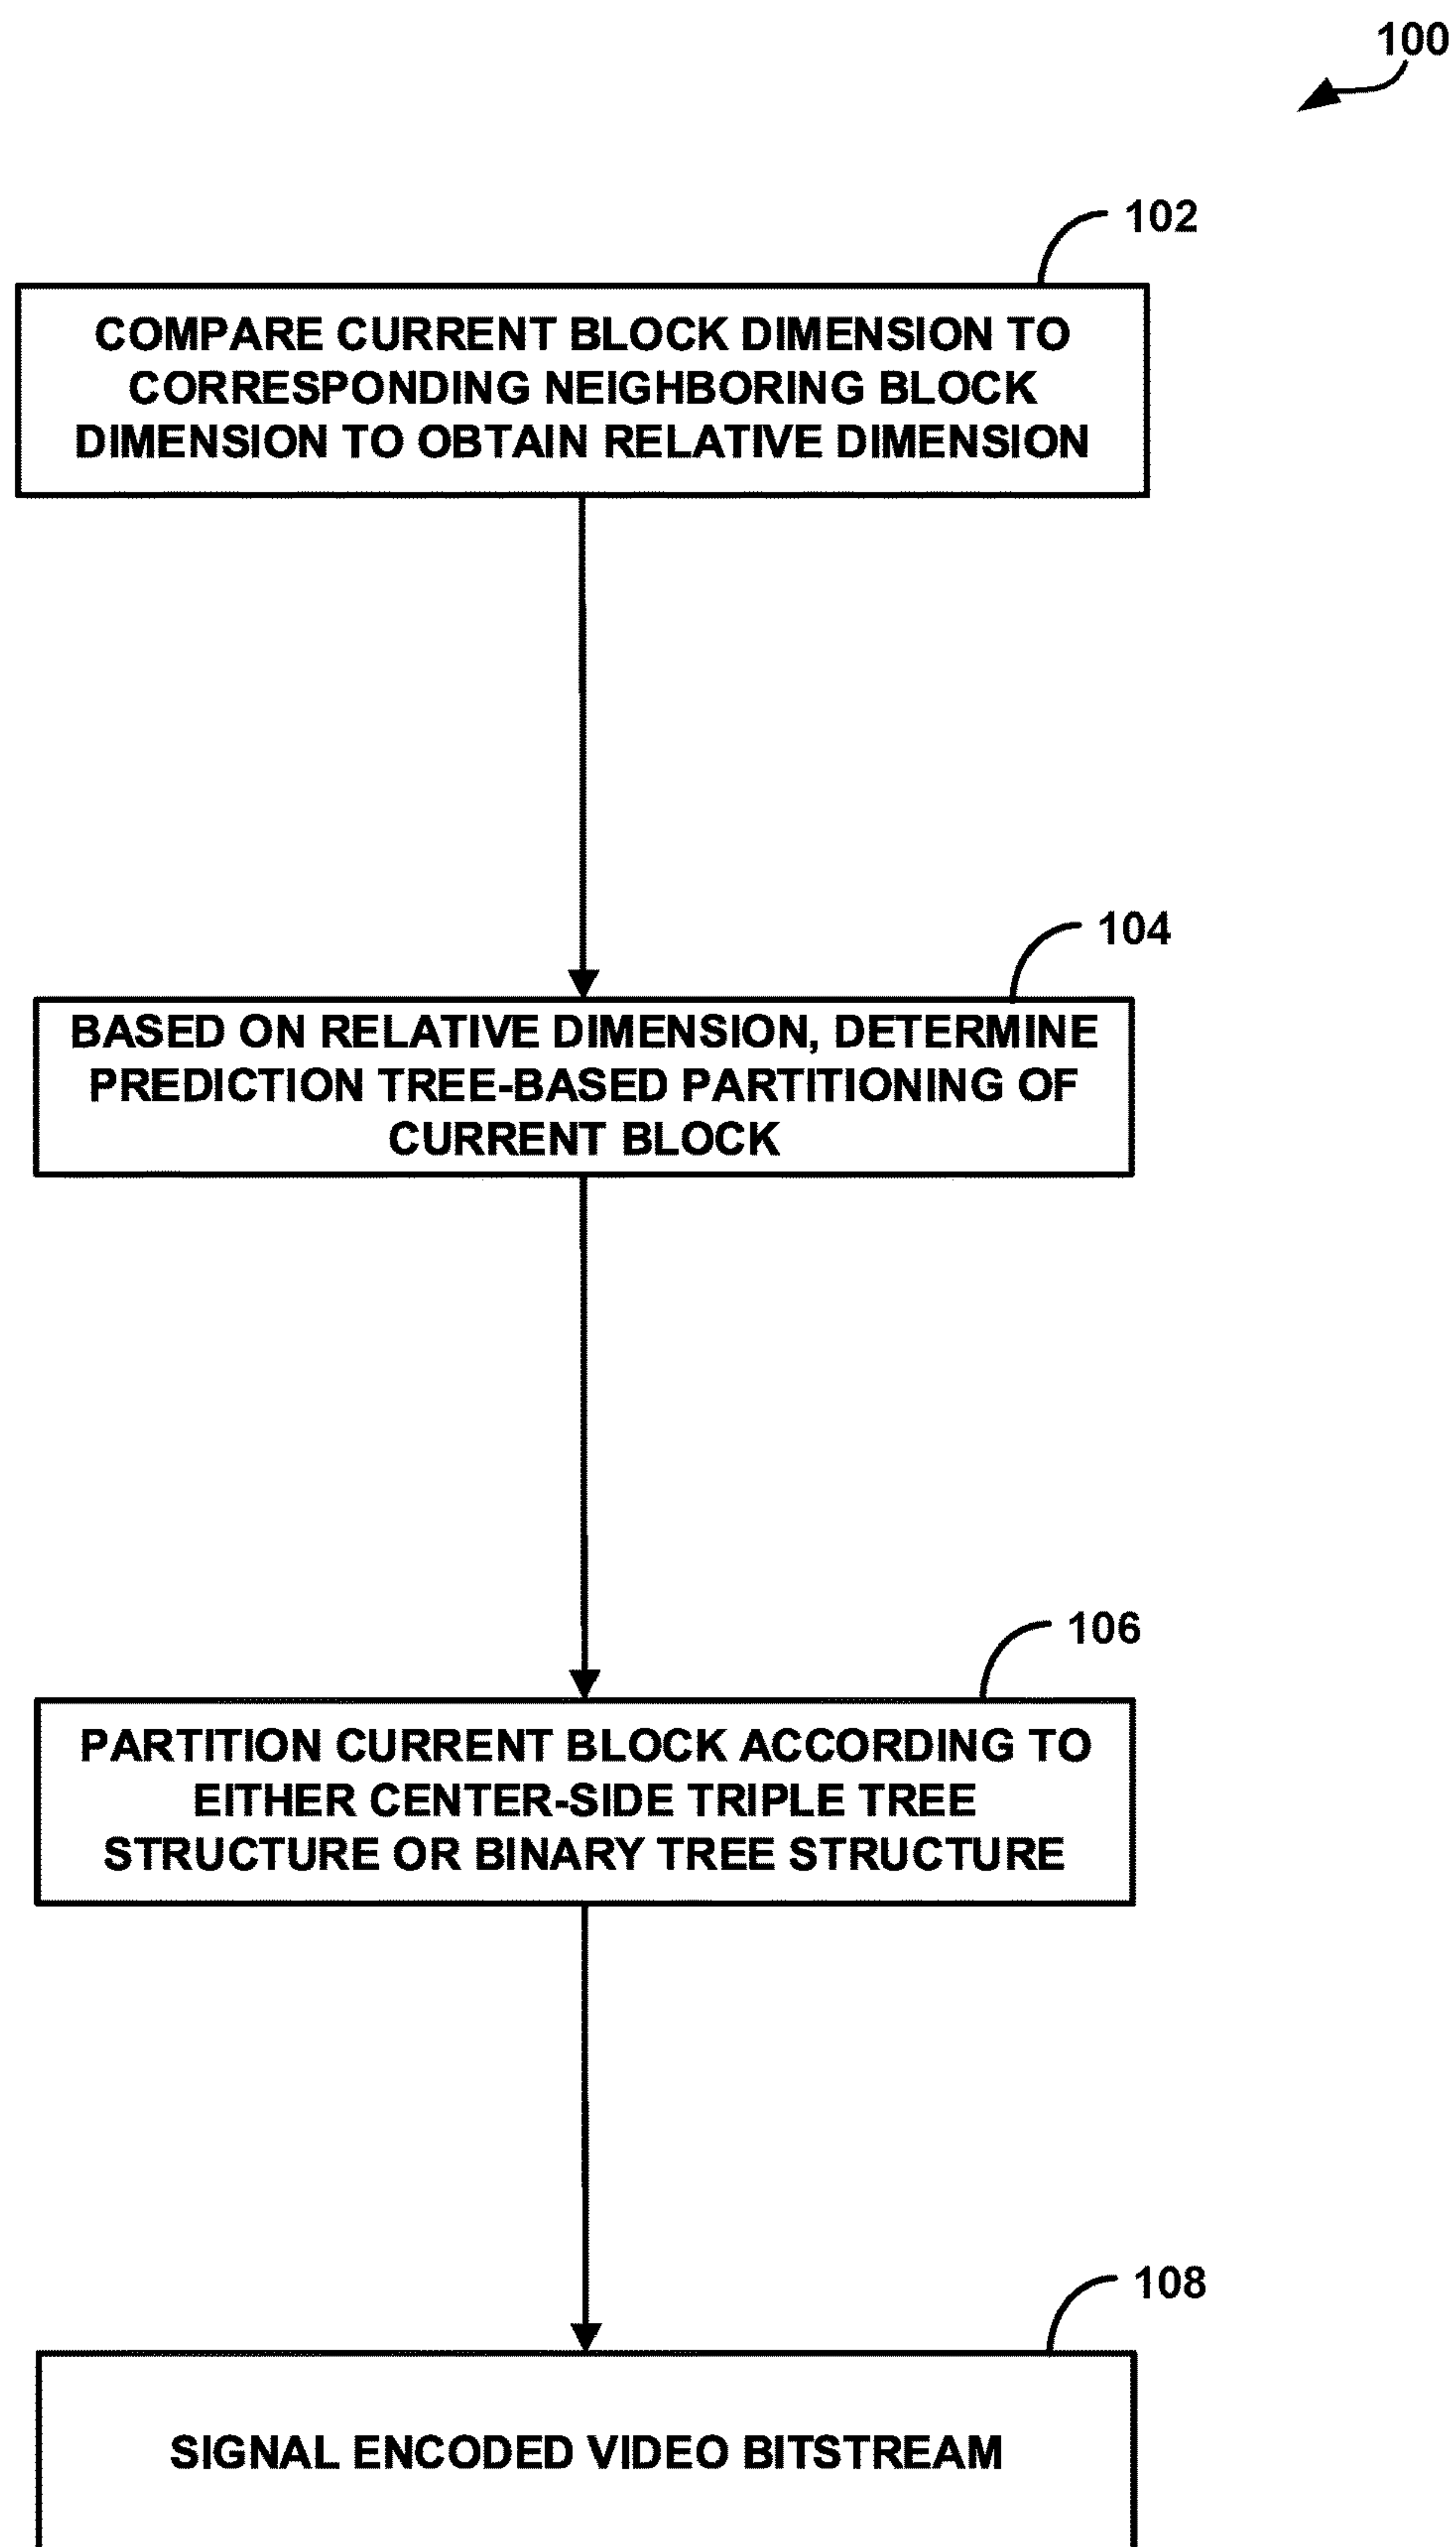 100
102
COMPARE CURRENT BLOCK DIMENSION TO
CORRESPONDING NEIGHBORING BLOCK
DIMENSION TO OBTAIN RELATIVE DIMENSION
104
BASED ON RELATIVE DIMENSION, DETERMINE
PREDICTION TREE-BASED PARTITIONING OF
CURRENT BLOCK
106
PARTITION CURRENT BLOCK ACCORDING TO
EITHER CENTER-SIDE TRIPLE TREE
STRUCTURE OR BINARY TREE STRUCTURE
108
SIGNAL ENCODED VIDEO BITSTREAM